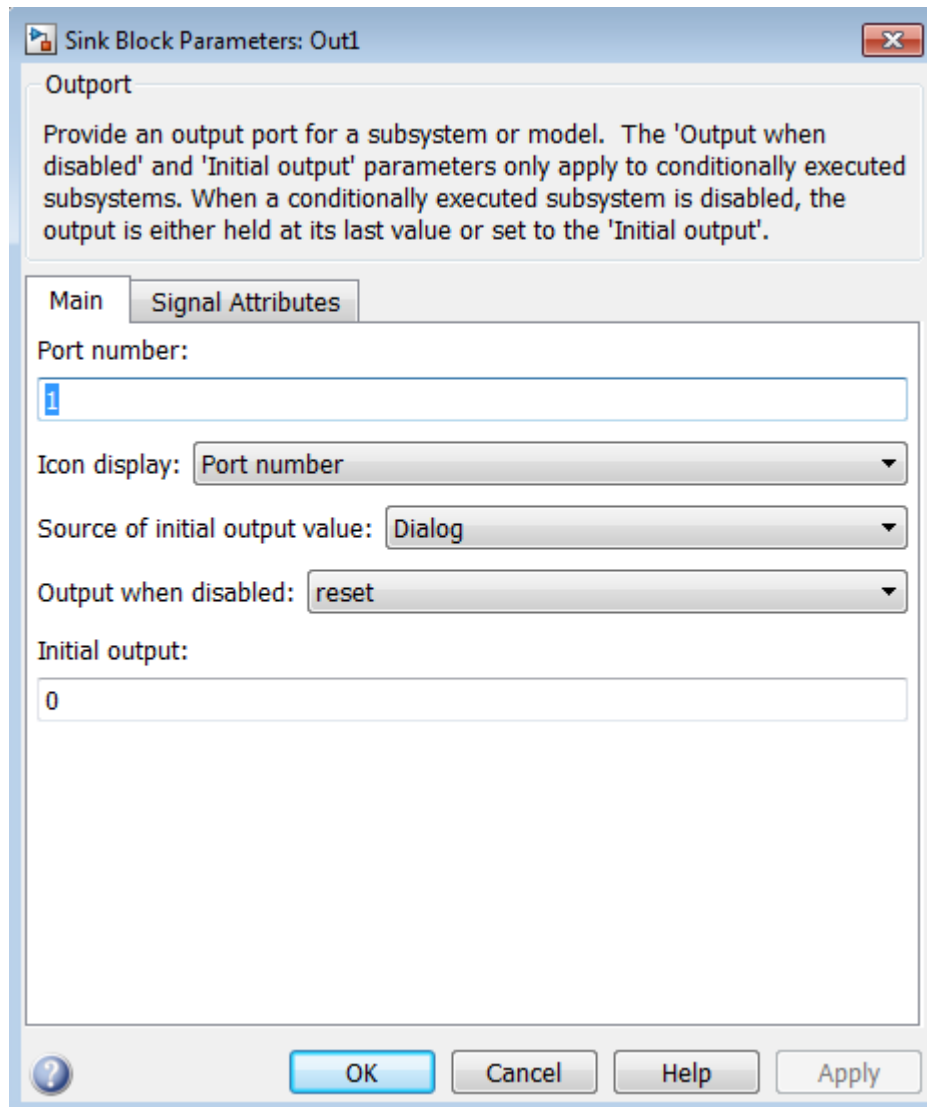 Sink Block Parameters: Out1
Outport
Provide an output port for a subsystem or model.  The 'Output when
disabled' and 'Initial output' parameters only apply to conditionally executed
subsystems. When a conditionally executed subsystem is disabled, the
output is either held at its last value or set to the 'Initial output'.
Main Signal Attributes
Port number:
1
Icon display: Port number
Source of initial output value: Dialog
Output when disabled: reset
Initial output:
0
? OK Cancel Help Apply